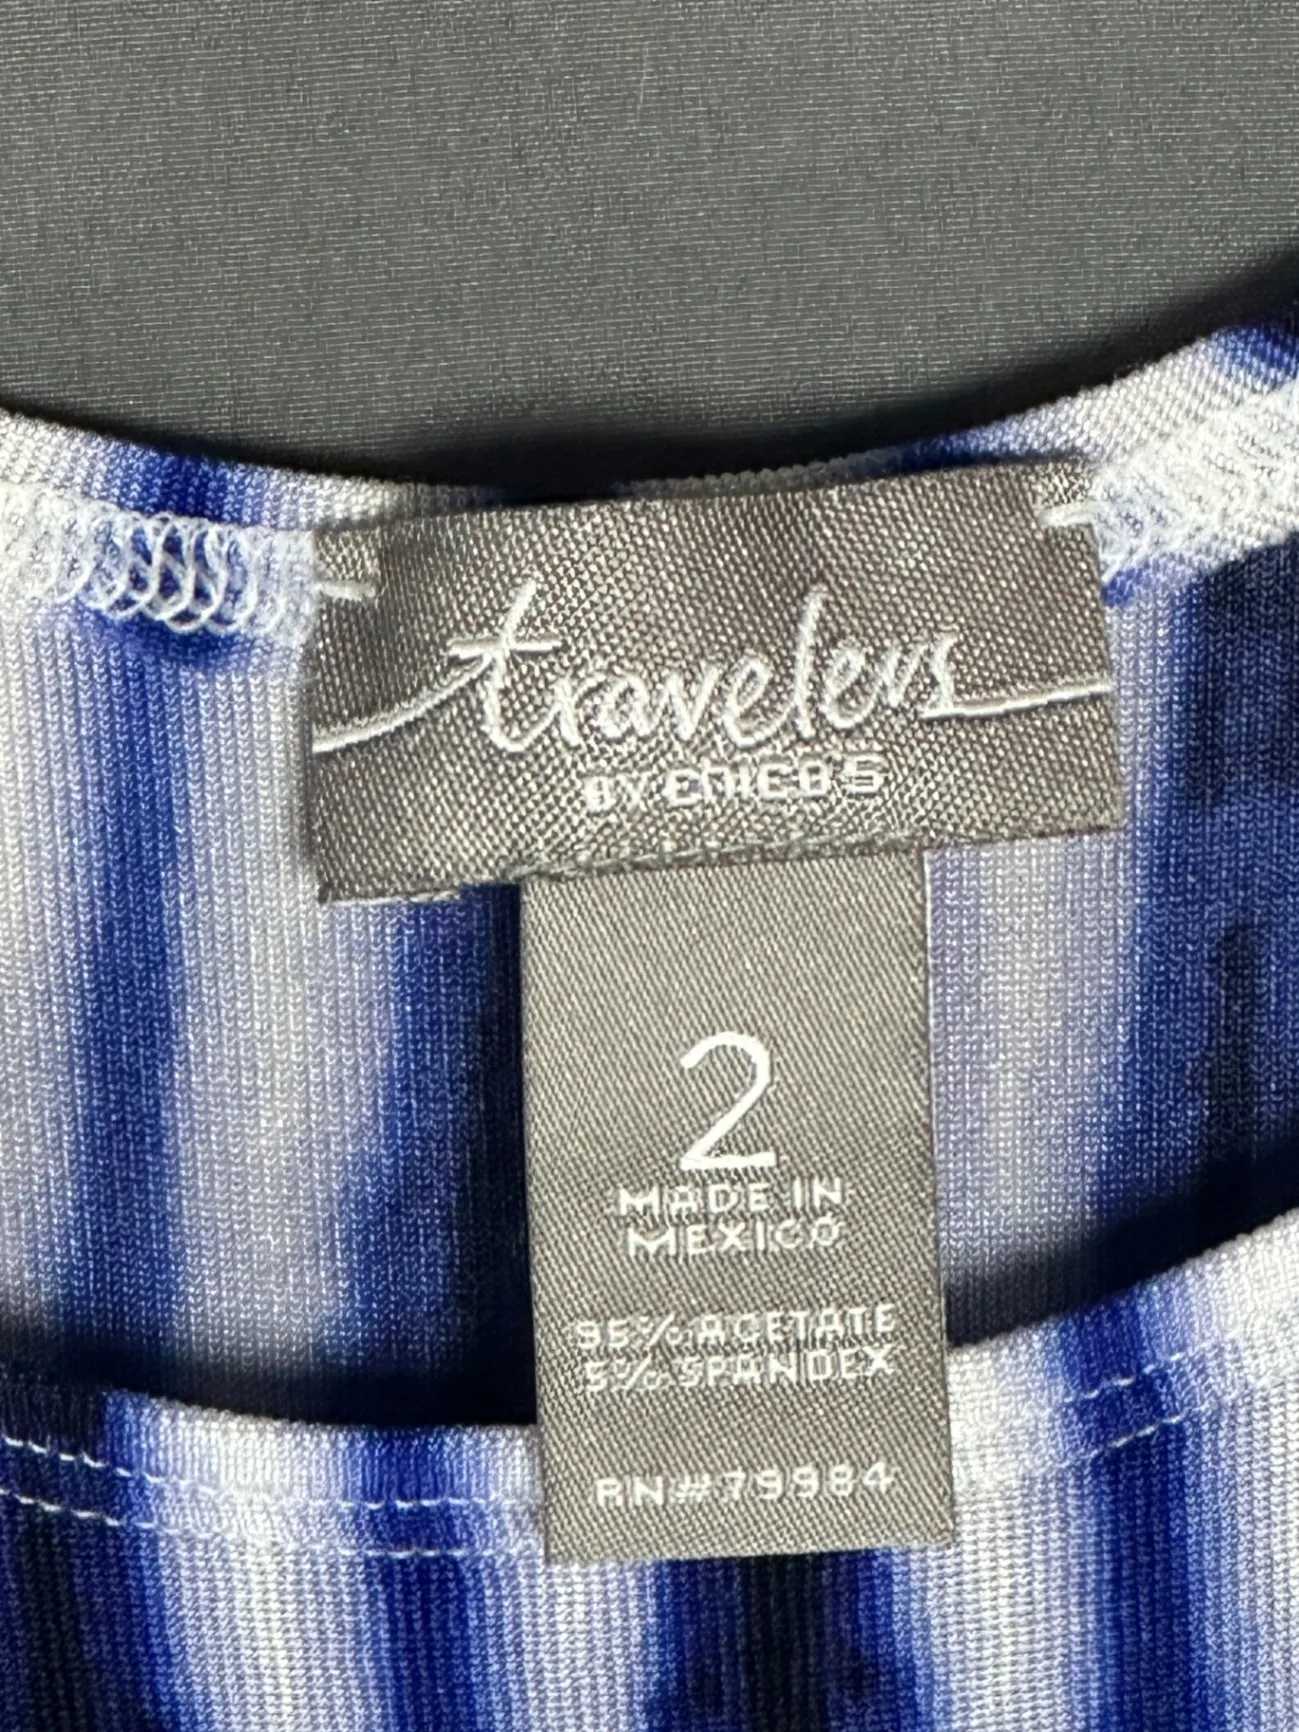 travelers
BY CHICO'S
2
MADE IN
MEXICO
95% ACETATE
5% SPANDEX
RN#79984